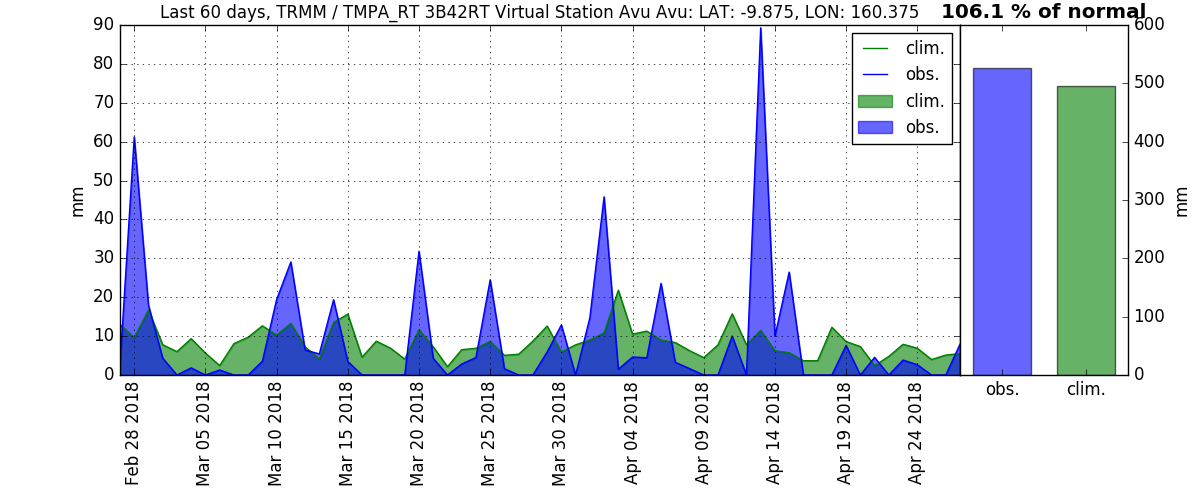 Last 60 days, TRMM / TMPA_RT 3B42RT Virtual Station Avu Avu: LAT: -9.875, LON: 160.375
106.1 % of normal
90
80
70
60
50
40
30
20
10
0
mm
clim.
obs.
clim.
obs.
600
500
400
300
200
100
0
mm
obs.
clim.
Feb 28 2018
Mar 05 2018
Mar 10 2018
Mar 15 2018
Mar 20 2018
Mar 25 2018
Mar 30 2018
Apr 04 2018
Apr 09 2018
Apr 14 2018
Apr 19 2018
Apr 24 2018